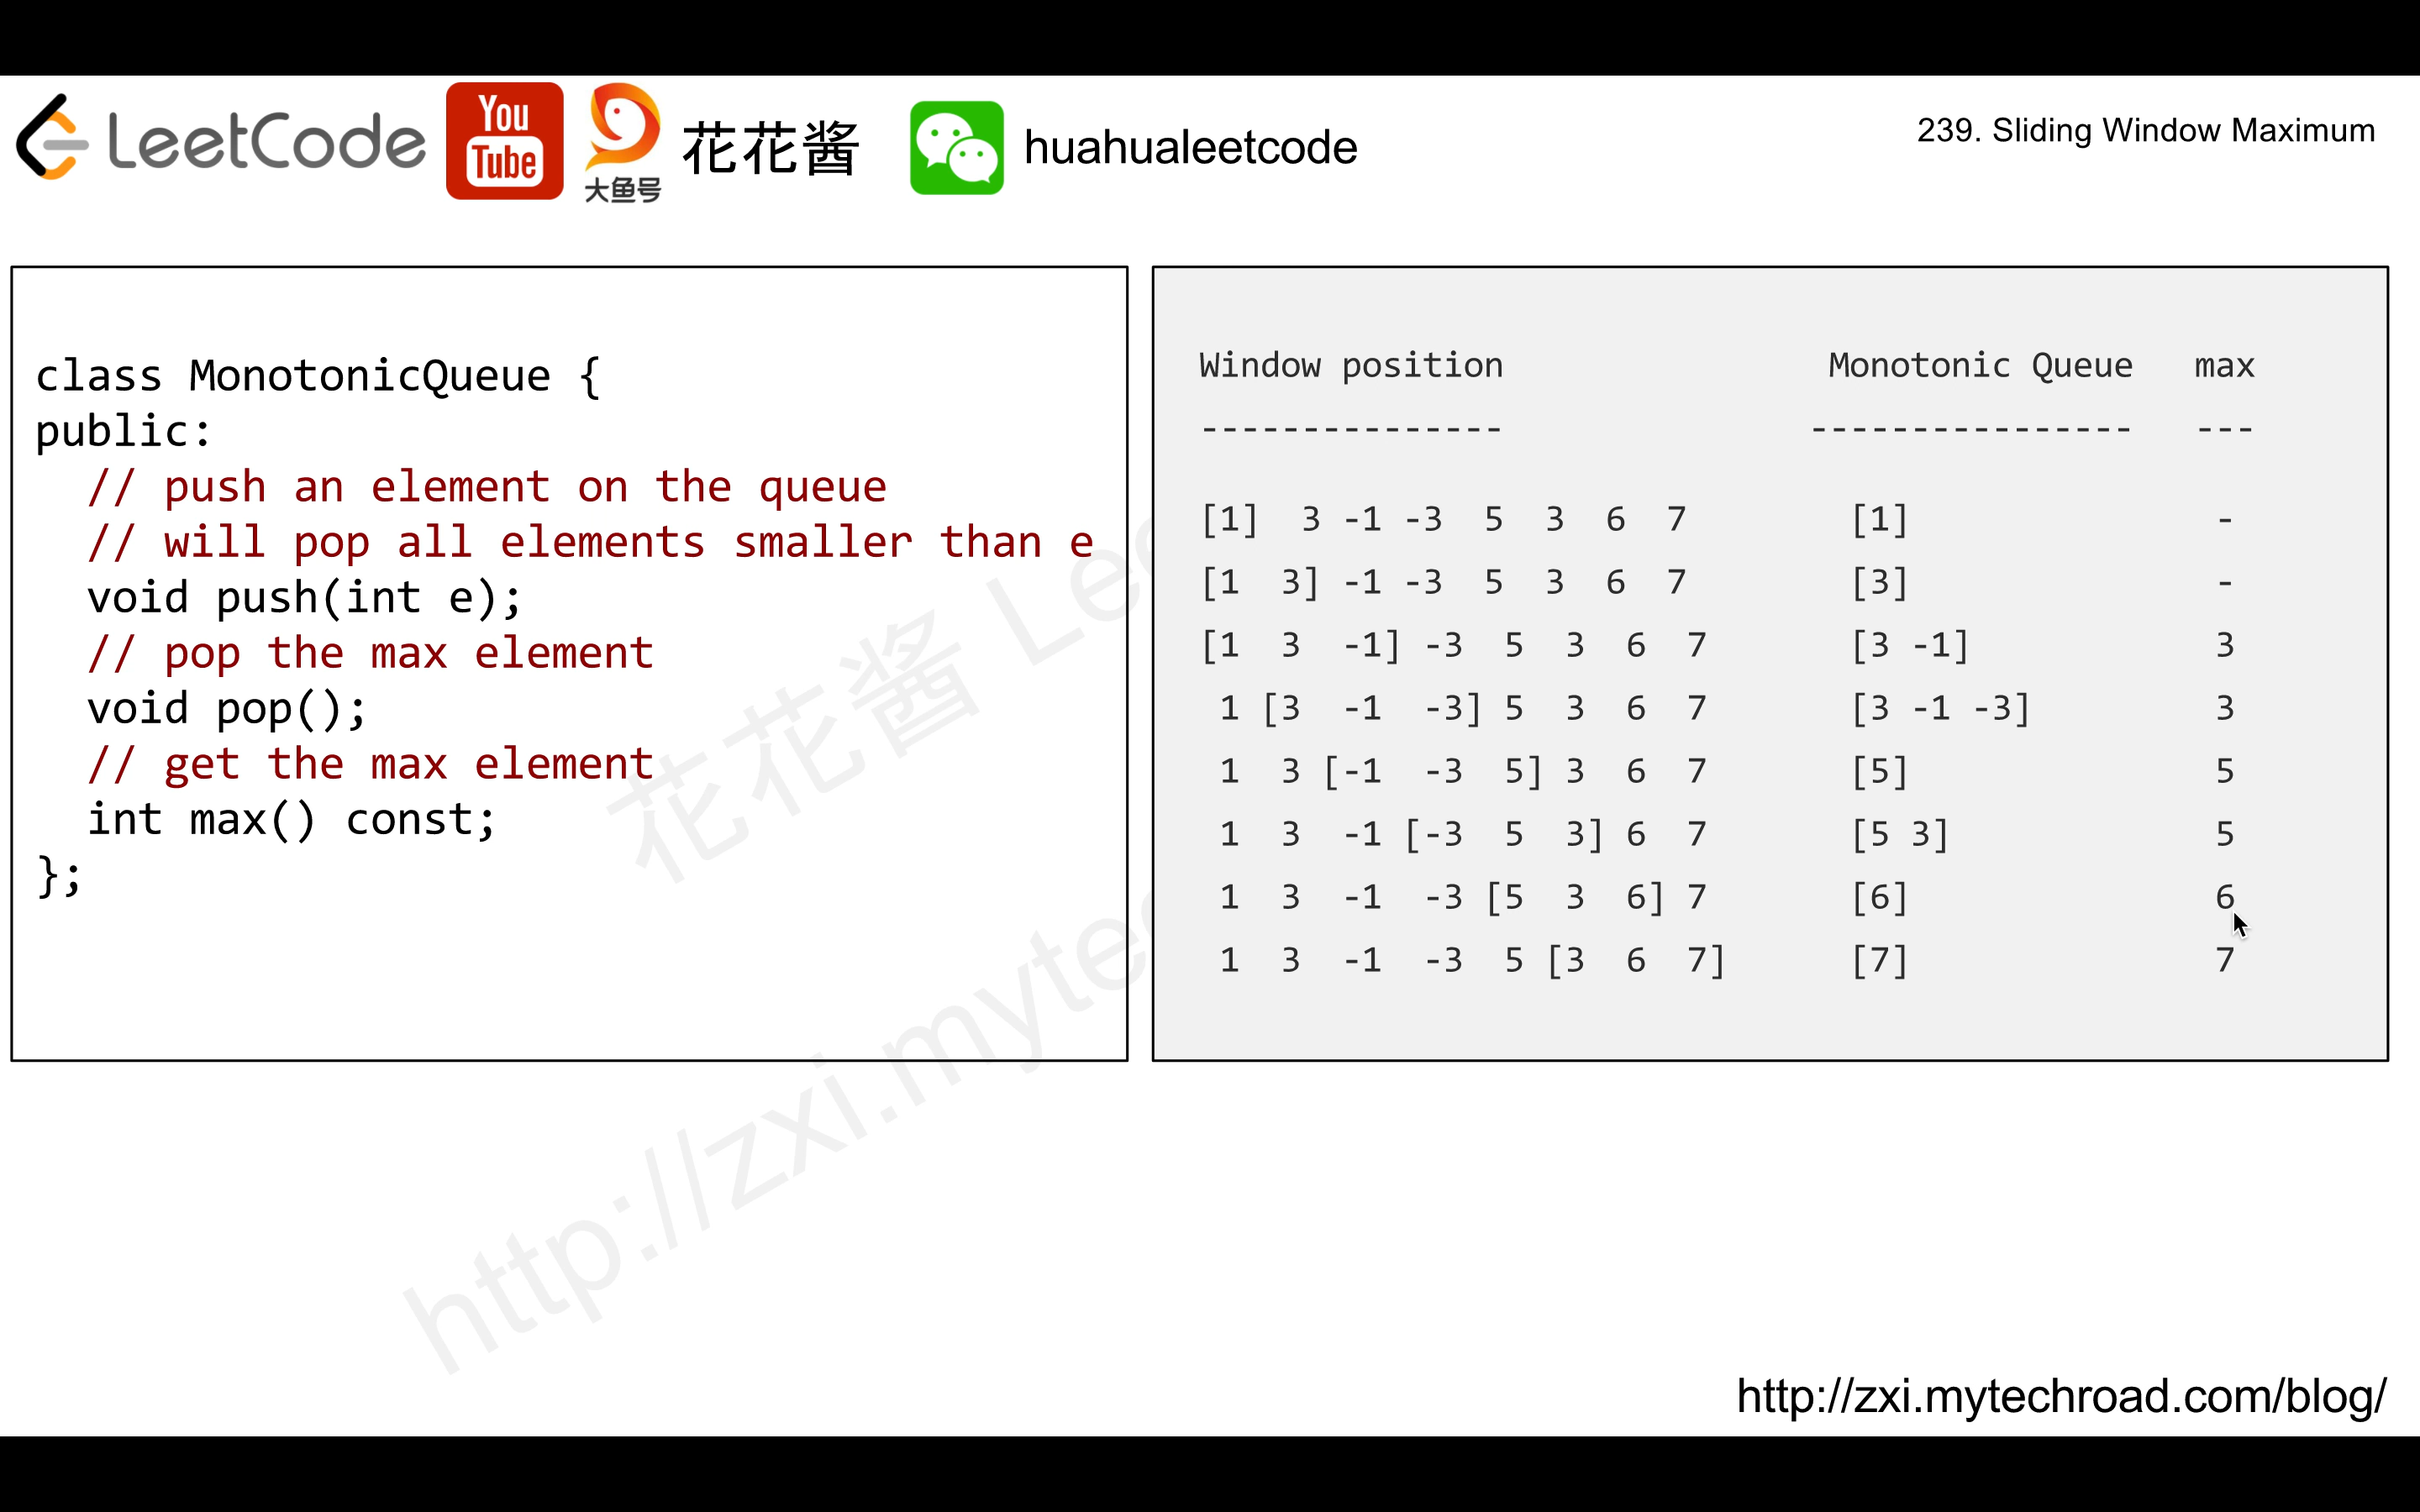 LeetCode
You
Tube
大鱼号
花花酱
huahualeetcode
239. Sliding Window Maximum
class MonotonicQueue {
public:
// push an element on the queue
// will pop all elements smaller than e
void push(int e);
// pop the max element
void pop();
// get the max element
int max() const;
};
Window position Monotonic Queue max
--------------- ---------------- ---
[1] 3 -1 -3 5 3 6 7 [1] -
[1 3] -1 -3 5 3 6 7 [3] -
[1 3 -1] -3 5 3 6 7 [3 -1] 3
1 [3 -1 -3] 5 3 6 7 [3 -1 -3] 3
1 3 [-1 -3 5] 3 6 7 [5] 5
1 3 -1 [-3 5 3] 6 7 [5 3] 5
1 3 -1 -3 [5 3 6] 7 [6] 6
1 3 -1 -3 5 [3 6 7] [7] 7
花花酱 Lee
http://zxi.myte
http://zxi.mytechroad.com/blog/